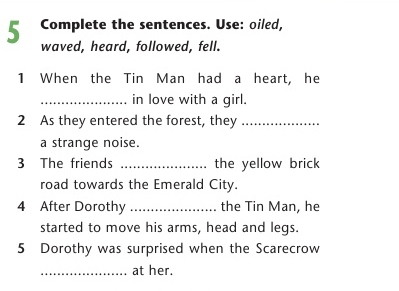 5 Complete the sentences. Use: oiled,
waved, heard, followed, fell.
1 When the Tin Man had a heart, he
..................... in love with a girl.
2 As they entered the forest, they ...................
a strange noise.
3 The friends ..................... the yellow brick
road towards the Emerald City.
4 After Dorothy ..................... the Tin Man, he
started to move his arms, head and legs.
5 Dorothy was surprised when the Scarecrow
..................... at her.